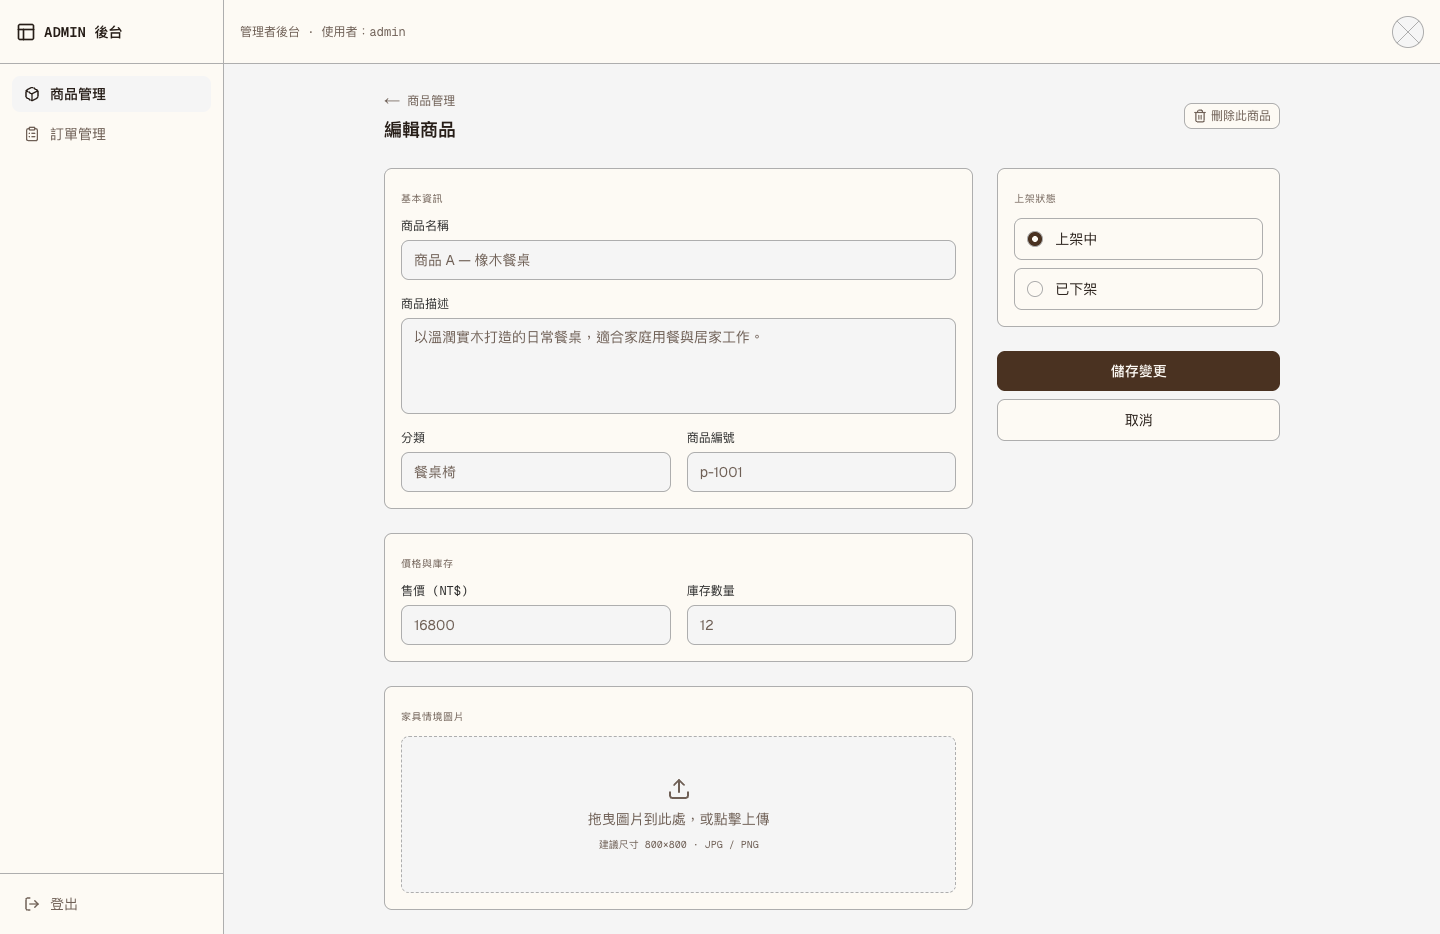 ADMIN 後台
管理者後台 · 使用者：admin
商品管理
訂單管理
登出
← 商品管理
編輯商品
刪除此商品
基本資訊
商品名稱
商品 A — 橡木餐桌
商品描述
以溫潤實木打造的日常餐桌，適合家庭用餐與居家工作。
分類
商品編號
餐桌椅
p-1001
價格與庫存
售價 (NT$)
庫存數量
16800
12
家具情境圖片
拖曳圖片到此處，或點擊上傳
建議尺寸 800×800 · JPG / PNG
上架狀態
上架中
已下架
儲存變更
取消